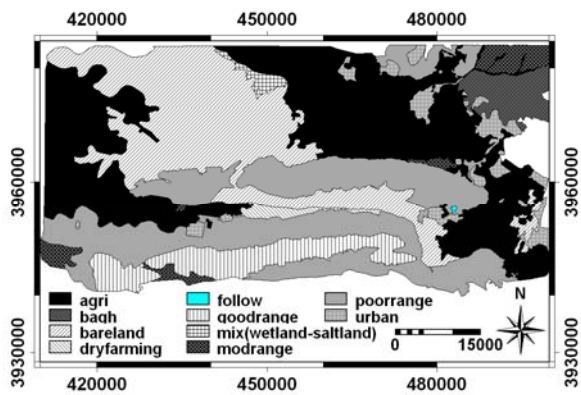 420000 450000 480000
3960000 3960000
3930000 3930000
N
agri follow poorrange
bagh goodrange urban
bareland mix(wetland-saltland)
dryfarming modrange
0 15000
420000 450000 480000